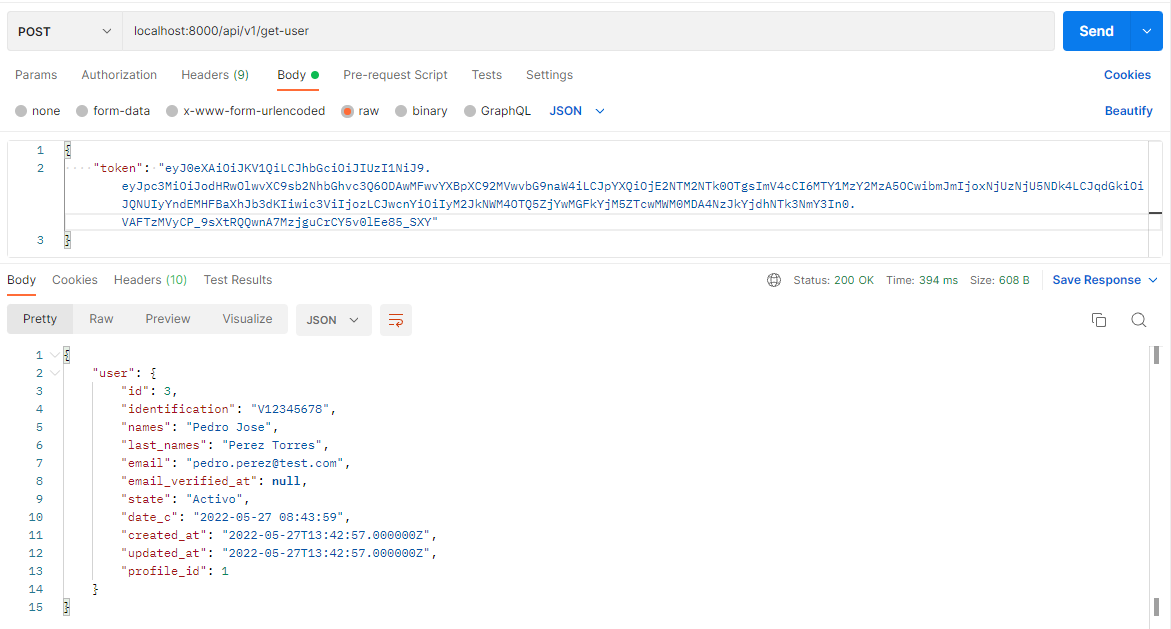 POST localhost:8000/api/v1/get-user Send
Params Authorization Headers (9) Body Pre-request Script Tests Settings Cookies
none form-data x-www-form-urlencoded raw binary GraphQL JSON Beautify
1 {
2 "token": "eyJ0eXAiOiJKV1QiLCJhbGciOiJIUzI1NiJ9.
eyJpc3MiOiJodHRwOlwvXC9sb2NhbGhvc3Q6ODAwMFwvYXBpXC92MVwvbG9naW4iLCJpYXQiOjE2NTM2NTk0OTgsImV4cCI6MTY1MzY2MzA5OCwibmJmIjoxNjUzNjU5NDk4LCJqdGkiOi
JQNUIyYndEMHFBaXhJb3dKIiwic3ViIjozLCJwcnYiOiIyM2JkNWM4OTQ5ZjYwMGFkYjM5ZTcwMWM0MDA4NzJkYjdhNTk3NmY3In0.
VAFTzMVyCP_9sXtRQQwnA7MzjguCrCY5v0lEe85_SXY"
3 }
Body Cookies Headers (10) Test Results Status: 200 OK Time: 394 ms Size: 608 B Save Response
Pretty Raw Preview Visualize JSON
1 {
2 "user": {
3 "id": 3,
4 "identification": "V12345678",
5 "names": "Pedro Jose",
6 "last_names": "Perez Torres",
7 "email": "pedro.perez@test.com",
8 "email_verified_at": null,
9 "state": "Activo",
10 "date_c": "2022-05-27 08:43:59",
11 "created_at": "2022-05-27T13:42:57.000000Z",
12 "updated_at": "2022-05-27T13:42:57.000000Z",
13 "profile_id": 1
14 }
15 }